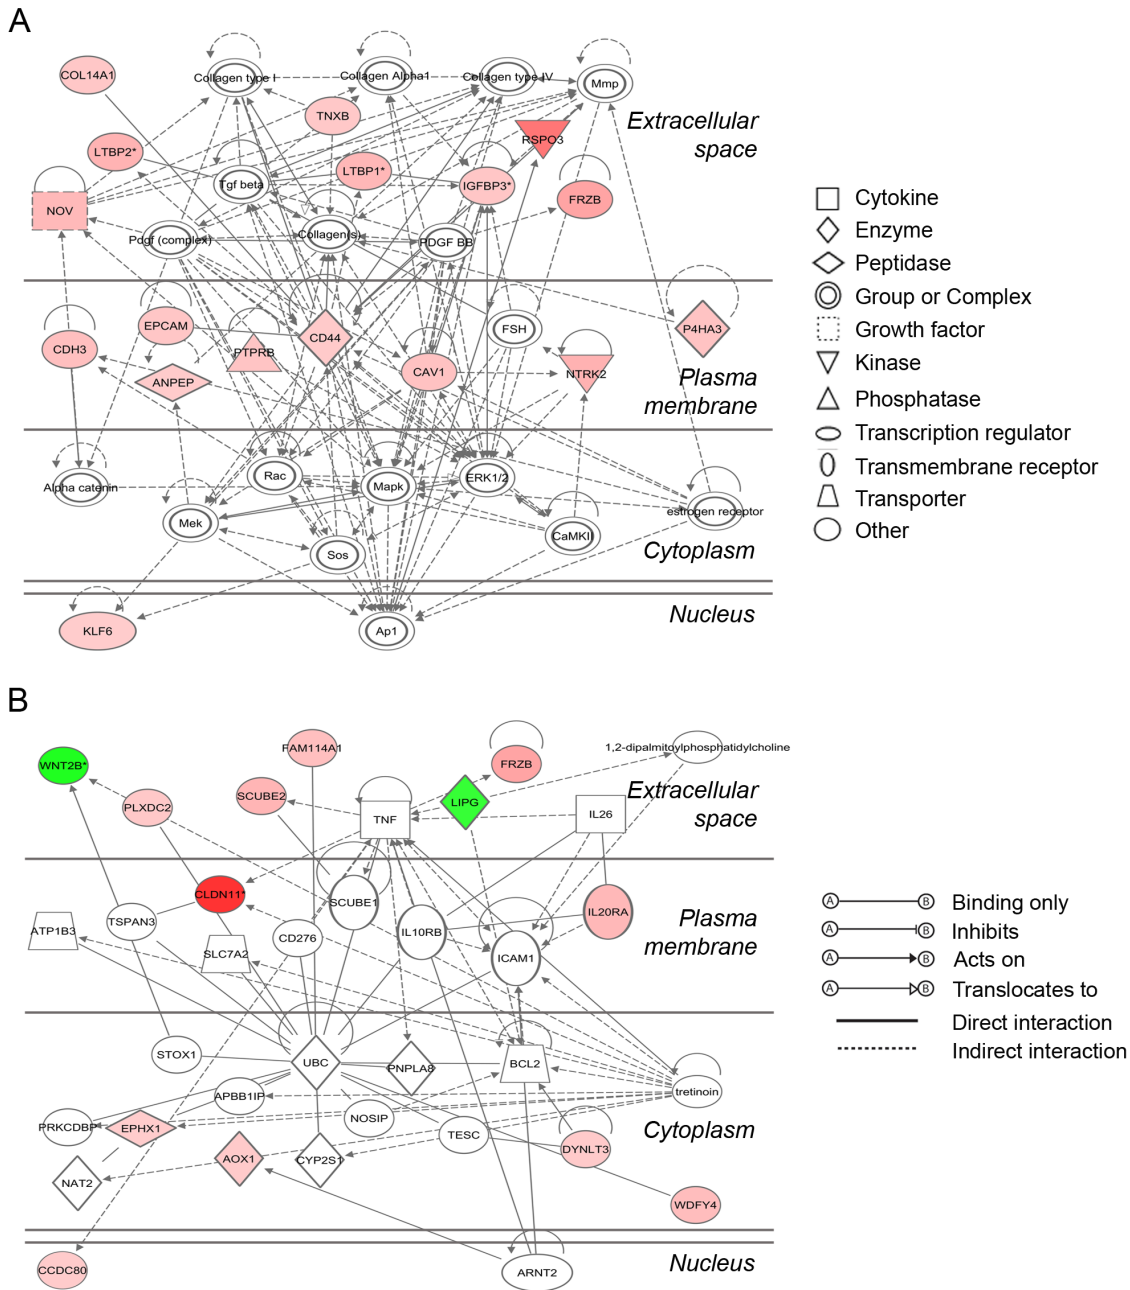 A
COL14A1
Collagen type I
Collagen Alpha1
Collagen type IV
Mmp
TNXB
Extracellular
space
RSPO3
LTBP2*
LTBP1*
Tgf beta
IGFBP3*
FRZB
NOV
Pdgf (complex)
Collagen(s)
PDGF BB
Cytokine
Enzyme
Peptidase
Group or Complex
Growth factor
Kinase
Phosphatase
Transcription regulator
Transmembrane receptor
Transporter
Other
EPCAM
FSH
P4HA3
CDH3
PTPRB
CD44
CAV1
NTRK2
ANPEP
Plasma
membrane
Alpha catenin
Rac
Mapk
ERK1/2
estrogen receptor
Mek
CaMKII
Sos
Cytoplasm
KLF6
Ap1
Nucleus
B
WNT2B*
FAM114A1
FRZB
1,2-dipalmitoylphosphatidylcholine
PLXDC2
SCUBE2
TNF
LIPG
IL26
Extracellular
space
CLDN11*
SCUBE1
IL20RA
ATP1B3
TSPAN3
SLC7A2
CD276
IL10RB
ICAM1
Plasma
membrane
A
B
Binding only
A
B
Inhibits
A
B
Acts on
A
B
Translocates to
Direct interaction
Indirect interaction
STOX1
UBC
PNPLA8
BCL2
tretinoin
APBB1IP
PRKCDBP
EPHX1
NOSIP
TESC
DYNLT3
Cytoplasm
NAT2
AOX1
CYP2S1
WDFY4
CCDC80
ARNT2
Nucleus